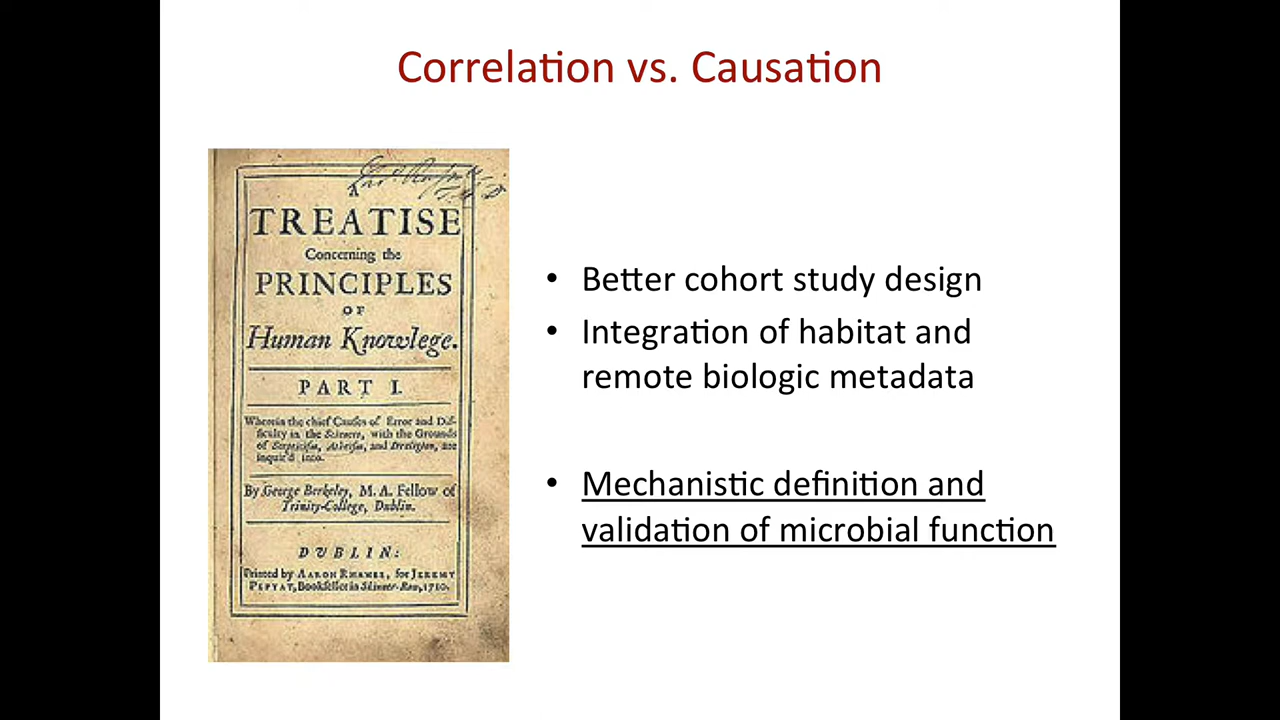 Correlation vs. Causation
A
TREATISE
Concerning the
PRINCIPLES
OF
Human Knowlege.
PART I.
Wherein the chief Causes of Error and Dif-
ficulty in the Sciences, with the Grounds
of Scepticism, Atheism, and Irreligion, are
inquir'd into.
By George Berkeley, M. A. Fellow of
Trinity-College, Dublin.
DVBLIN:
Printed by AARON RHAMES, for JEREMY
PEPYAT, Bookseller in Skinner-Row, 1710.
• Better cohort study design
• Integration of habitat and
remote biologic metadata
• Mechanistic definition and
validation of microbial function